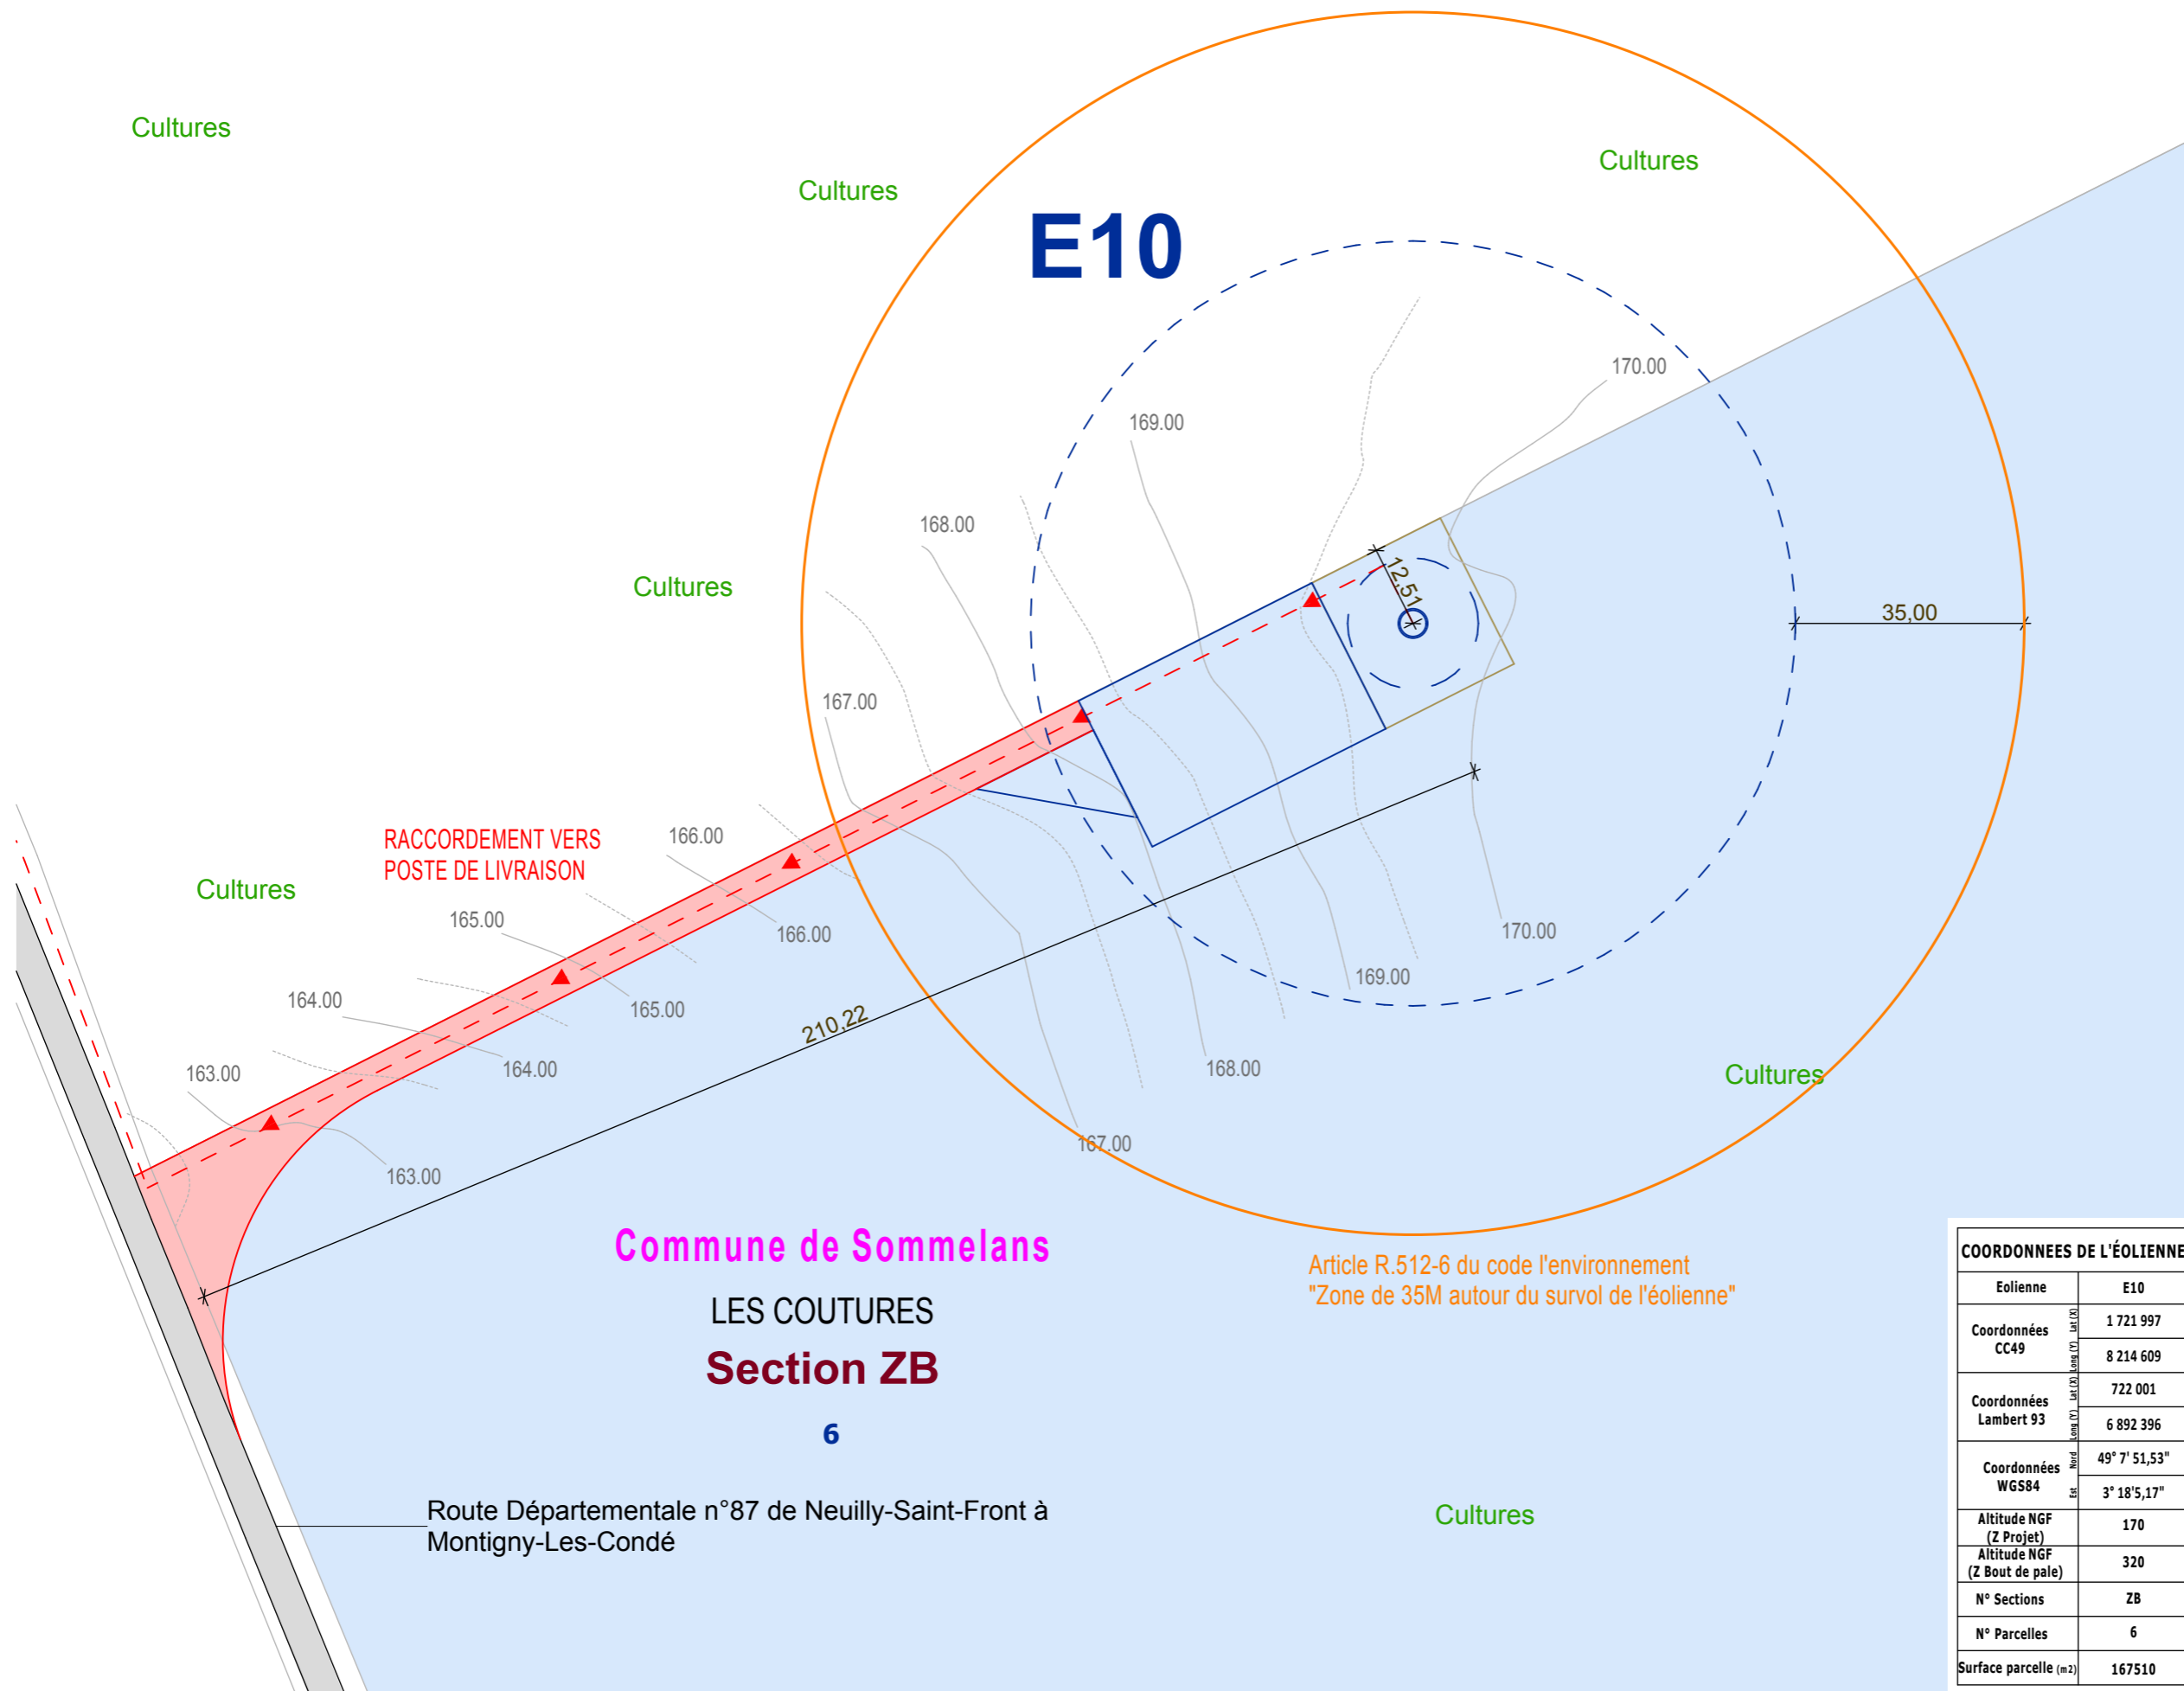 Cultures
Cultures
Cultures
E10
170.00
169.00
168.00
Cultures
12,51
35,00
167.00
RACCORDEMENT VERS
POSTE DE LIVRAISON
166.00
Cultures
165.00
166.00
170.00
169.00
164.00
165.00
210,22
163.00
164.00
168.00
Cultures
167.00
163.00
Commune de Sommelans
LES COUTURES
Section ZB
6
Article R.512-6 du code l'environnement
"Zone de 35M autour du survol de l'éolienne"
Route Départementale n°87 de Neuilly-Saint-Front à
Montigny-Les-Condé
Cultures
COORDONNEES DE L'ÉOLIENNE
Eolienne E10
Coordonnées CC49
Lat (X) 1 721 997
Long (Y) 8 214 609
Coordonnées Lambert 93
Lat (X) 722 001
Long (Y) 6 892 396
Coordonnées WGS84
Nord 49° 7' 51,53"
Est 3° 18'5,17"
Altitude NGF
(Z Projet) 170
Altitude NGF
(Z Bout de pale) 320
N° Sections ZB
N° Parcelles 6
Surface parcelle (m2) 167510